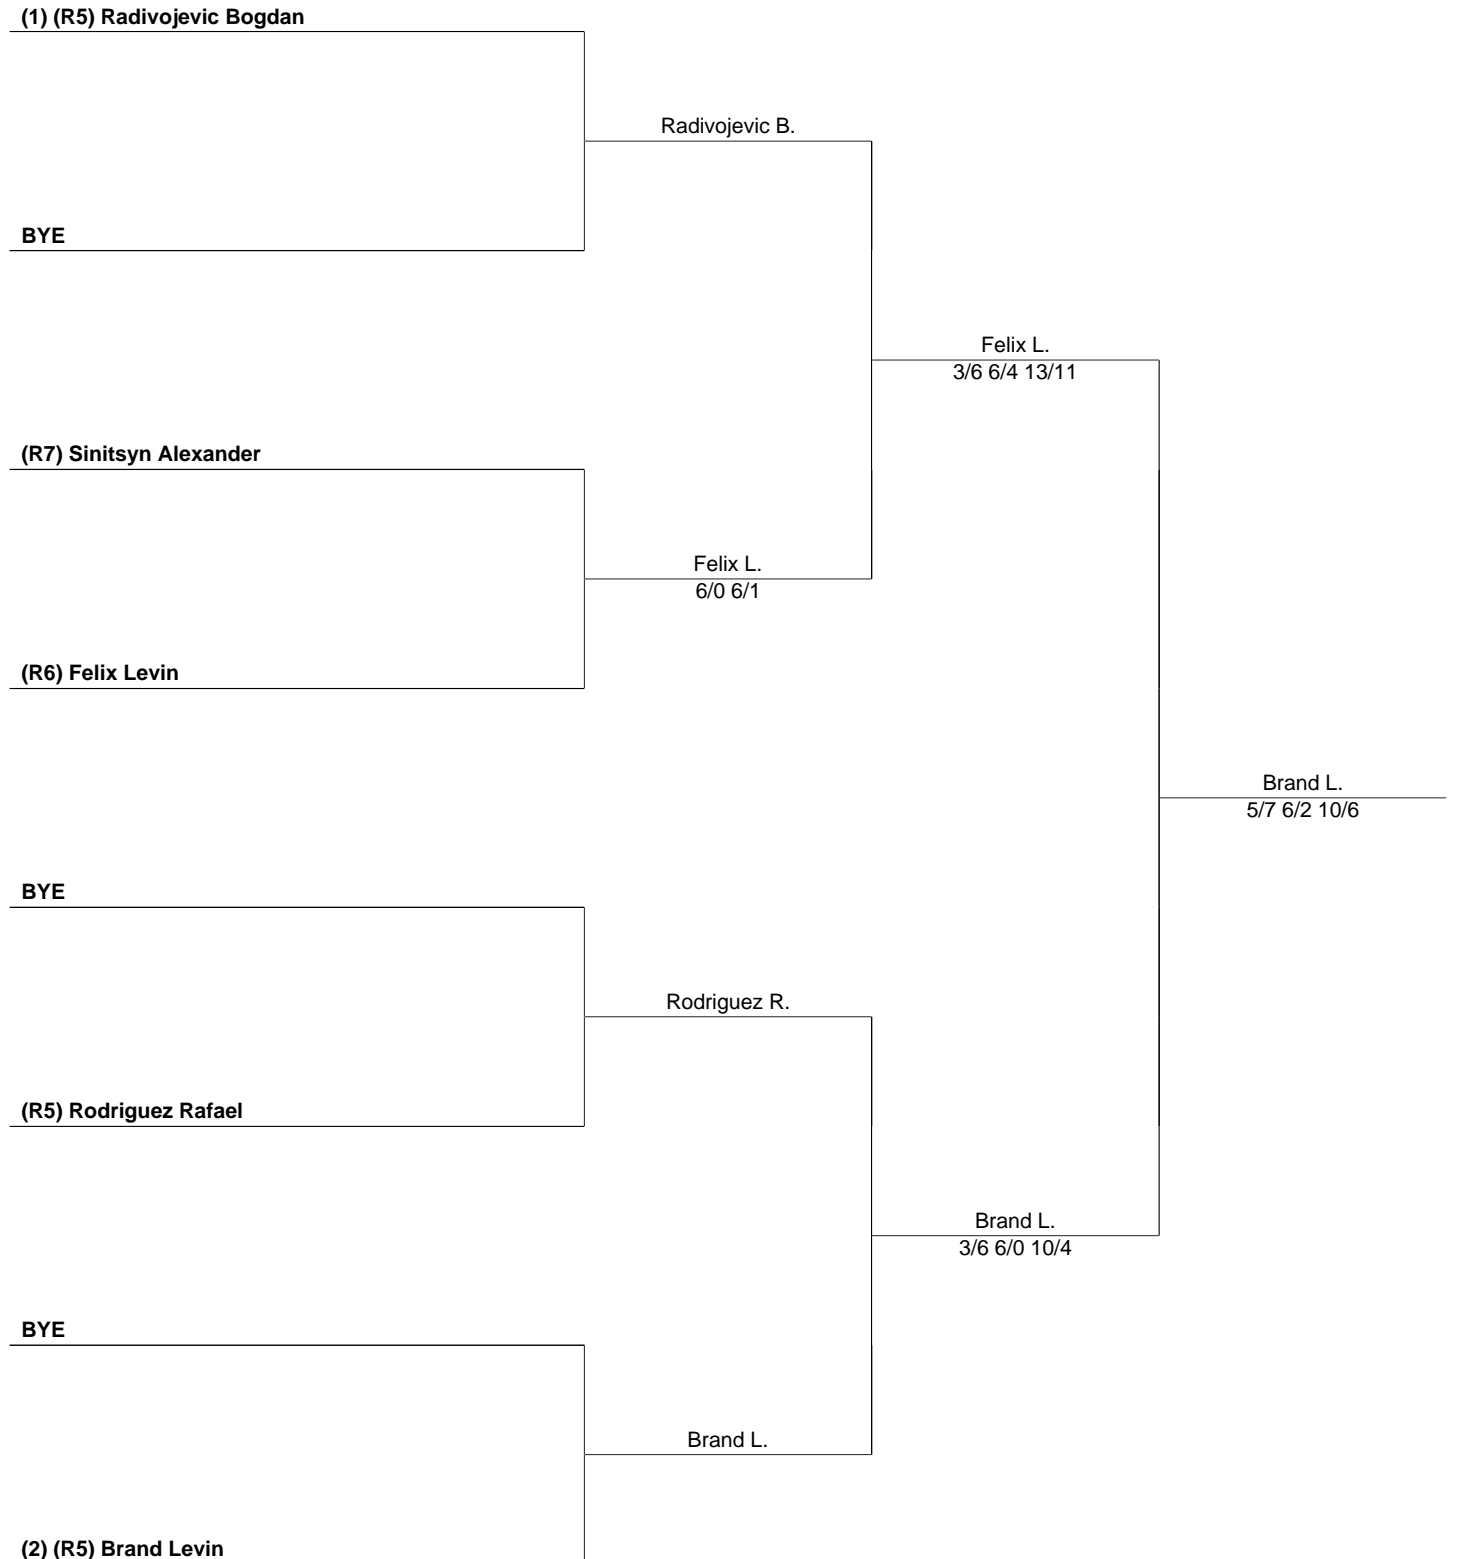 (1) (R5) Radivojevic Bogdan
Radivojevic B.
BYE
Felix L.
3/6 6/4 13/11
(R7) Sinitsyn Alexander
Felix L.
6/0 6/1
(R6) Felix Levin
Brand L.
5/7 6/2 10/6
BYE
Rodriguez R.
(R5) Rodriguez Rafael
Brand L.
3/6 6/0 10/4
BYE
Brand L.
(2) (R5) Brand Levin